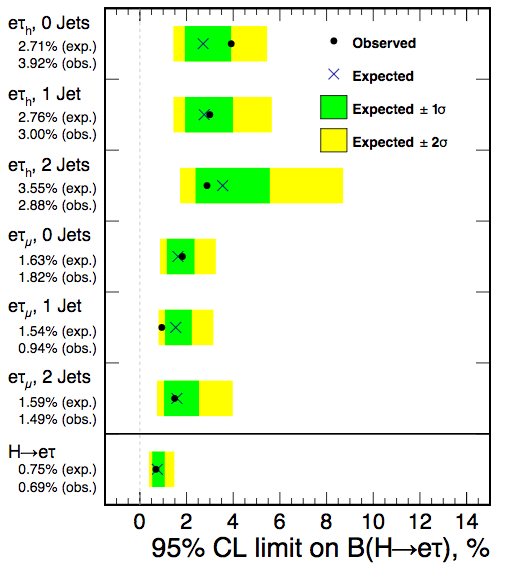 eτh, 0 Jets
2.71% (exp.)
3.92% (obs.)
eτh, 1 Jet
2.76% (exp.)
3.00% (obs.)
eτh, 2 Jets
3.55% (exp.)
2.88% (obs.)
eτμ, 0 Jets
1.63% (exp.)
1.82% (obs.)
eτμ, 1 Jet
1.54% (exp.)
0.94% (obs.)
eτμ, 2 Jets
1.59% (exp.)
1.49% (obs.)
H→eτ
0.75% (exp.)
0.69% (obs.)
Observed
Expected
Expected ± 1σ
Expected ± 2σ
0 2 4 6 8 10 12 14
95% CL limit on B(H→eτ), %